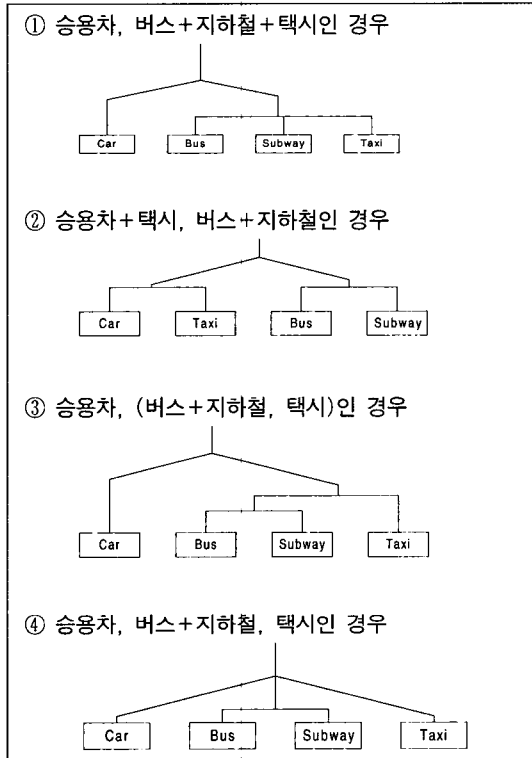 ① 승용차, 버스+지하철+택시인 경우
Car Bus Subway Taxi
② 승용차+택시, 버스+지하철인 경우
Car Taxi Bus Subway
③ 승용차, (버스+지하철, 택시)인 경우
Car Bus Subway Taxi
④ 승용차, 버스+지하철, 택시인 경우
Car Bus Subway Taxi